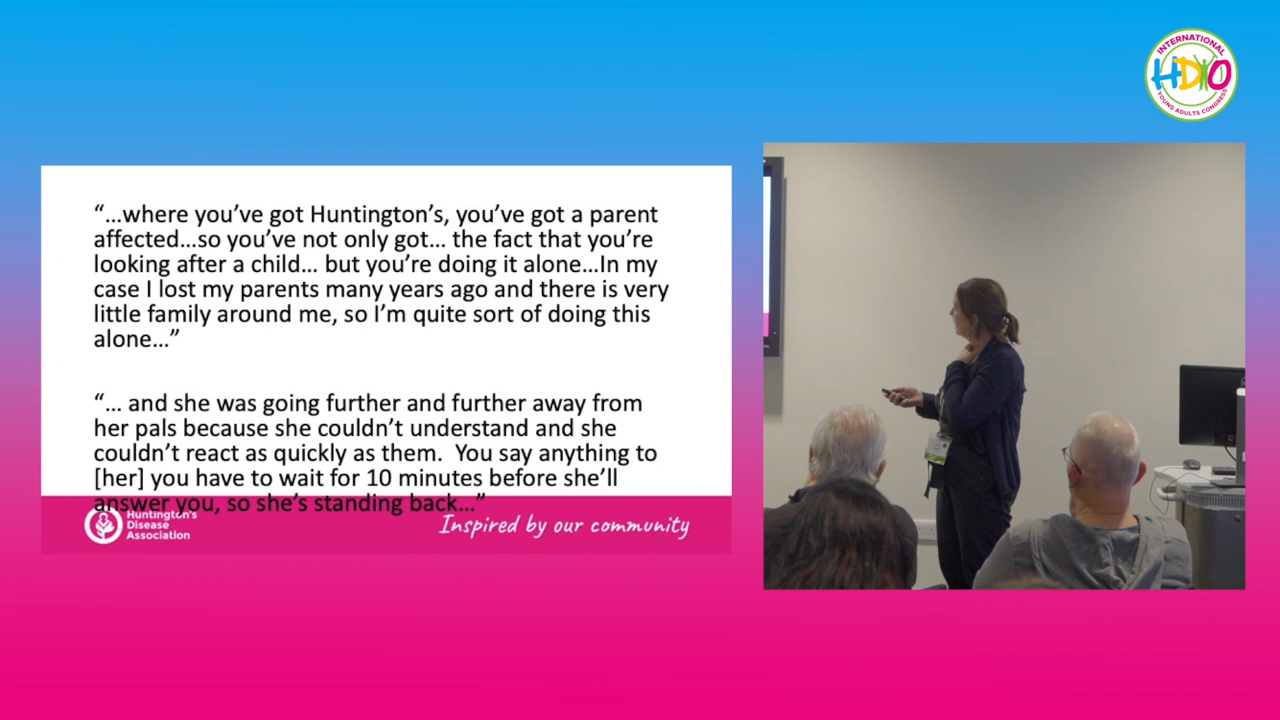 INTERNATIONAL
HDYO
YOUNG ADULTS CONGRESS
“...where you’ve got Huntington’s, you’ve got a parent
affected...so you’ve not only got... the fact that you’re
looking after a child... but you’re doing it alone...In my
case I lost my parents many years ago and there is very
little family around me, so I’m quite sort of doing this
alone...”
“... and she was going further and further away from
her pals because she couldn’t understand and she
couldn’t react as quickly as them.  You say anything to
[her] you have to wait for 10 minutes before she’ll
answer you, so she’s standing back...”
Huntington’s
Disease
Association
Inspired by our community